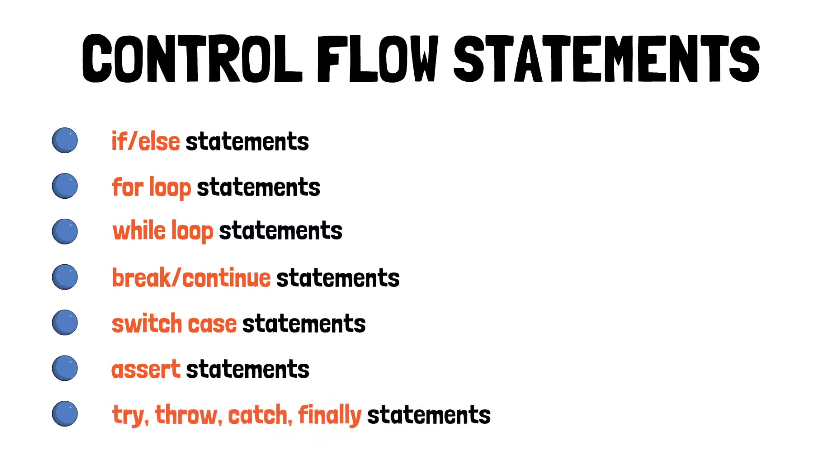 CONTROL FLOW STATEMENTS
if/else statements
for loop statements
while loop statements
break/continue statements
switch case statements
assert statements
try, throw, catch, finally statements